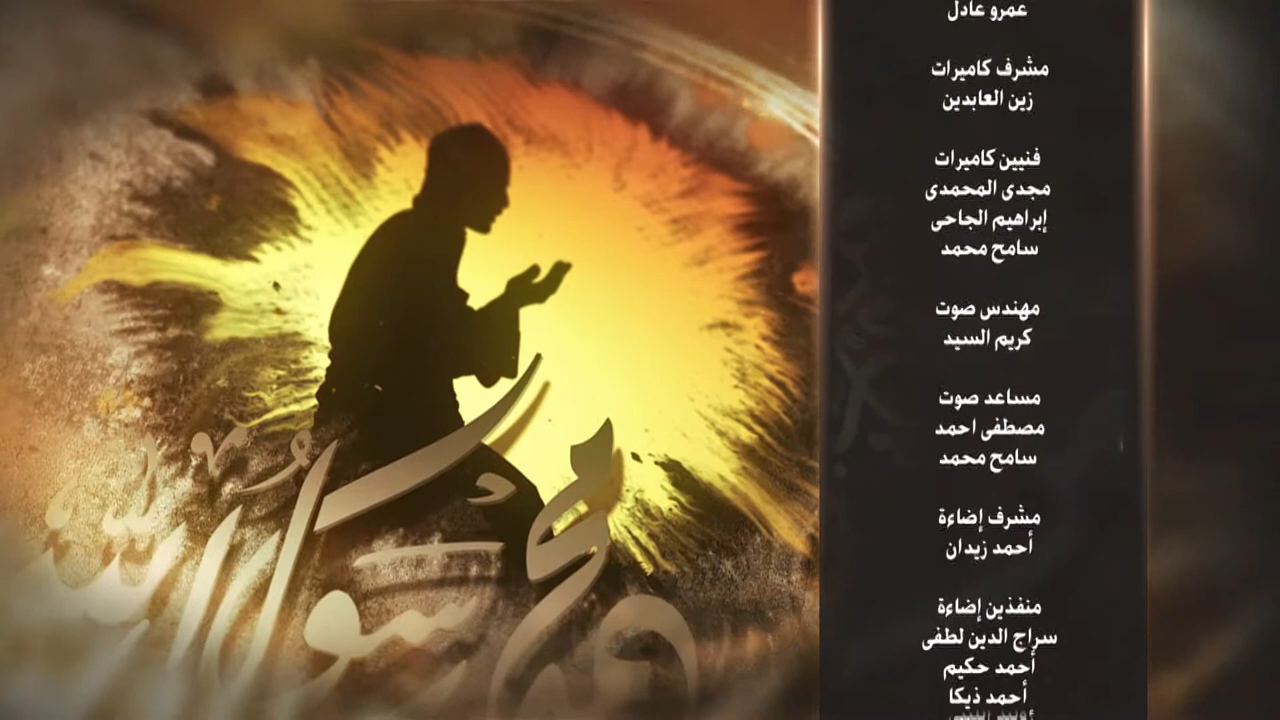 عمرو عادل
مشرف كاميرات
زين العابدين
فنيين كاميرات
مجدى المحمدى
إبراهيم الجاحى
سامح محمد
مهندس صوت
كريم السيد
مساعد صوت
مصطفى احمد
سامح محمد
مشرف إضاءة
أحمد زيدان
منفذين إضاءة
سراج الدين لطفى
أحمد حكيم
أحمد ذيكا
محمد رسول الله